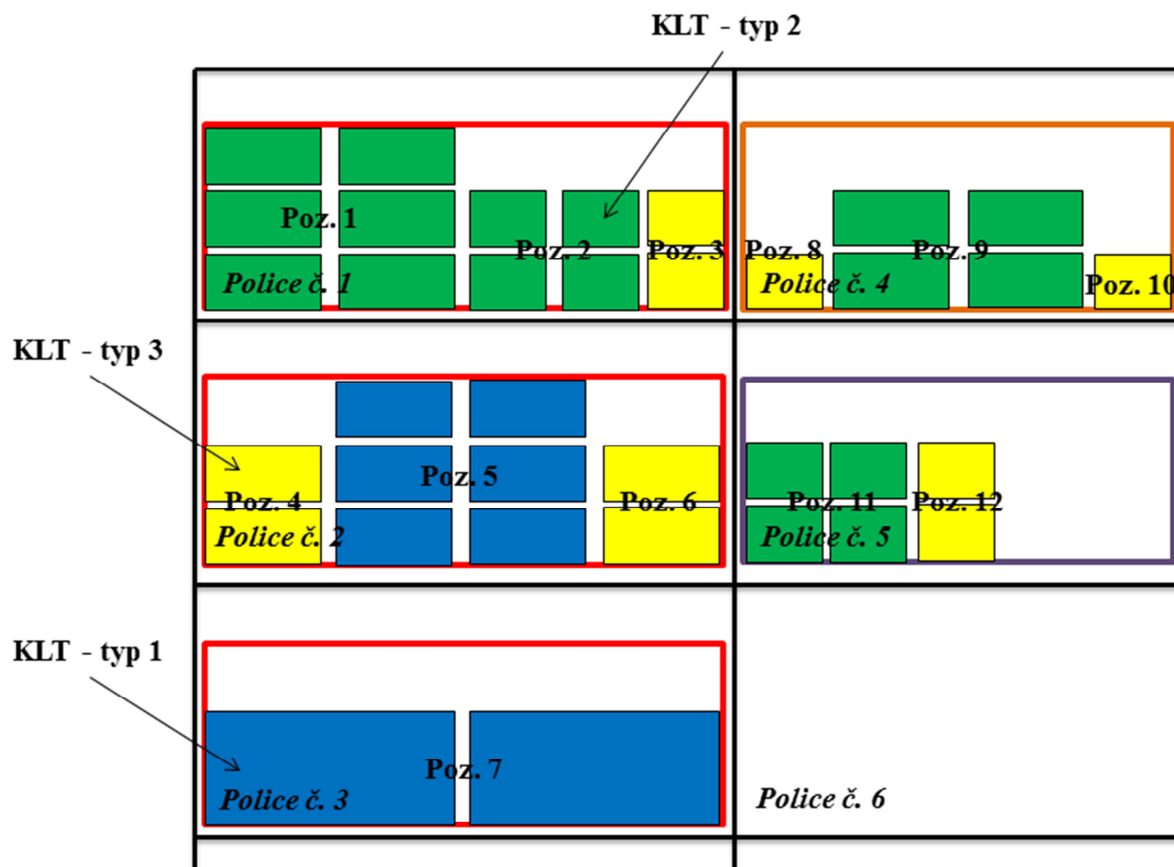 KLT - typ 2
Poz. 1
Poz. 2
Poz. 3
Police č. 1
Poz. 8
Poz. 9
Poz. 10
Police č. 4
KLT - typ 3
Poz. 4
Poz. 5
Poz. 6
Police č. 2
Poz. 11
Poz. 12
Police č. 5
KLT - typ 1
Poz. 7
Police č. 3
Police č. 6